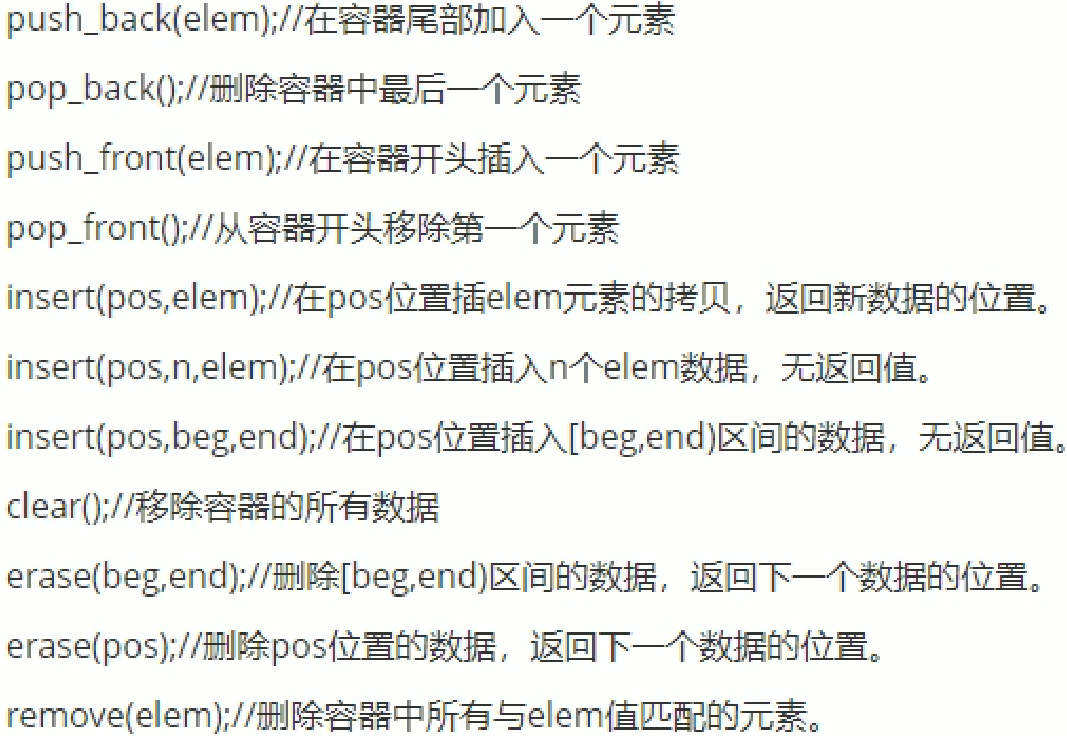 push_back(elem);//在容器尾部加入一个元素
pop_back();//删除容器中最后一个元素
push_front(elem);//在容器开头插入一个元素
pop_front();//从容器开头移除第一个元素
insert(pos,elem);//在pos位置插elem元素的拷贝，返回新数据的位置。
insert(pos,n,elem);//在pos位置插入n个elem数据，无返回值。
insert(pos,beg,end);//在pos位置插入[beg,end)区间的数据，无返回值。
clear();//移除容器的所有数据
erase(beg,end);//删除[beg,end)区间的数据，返回下一个数据的位置。
erase(pos);//删除pos位置的数据，返回下一个数据的位置。
remove(elem);//删除容器中所有与elem值匹配的元素。